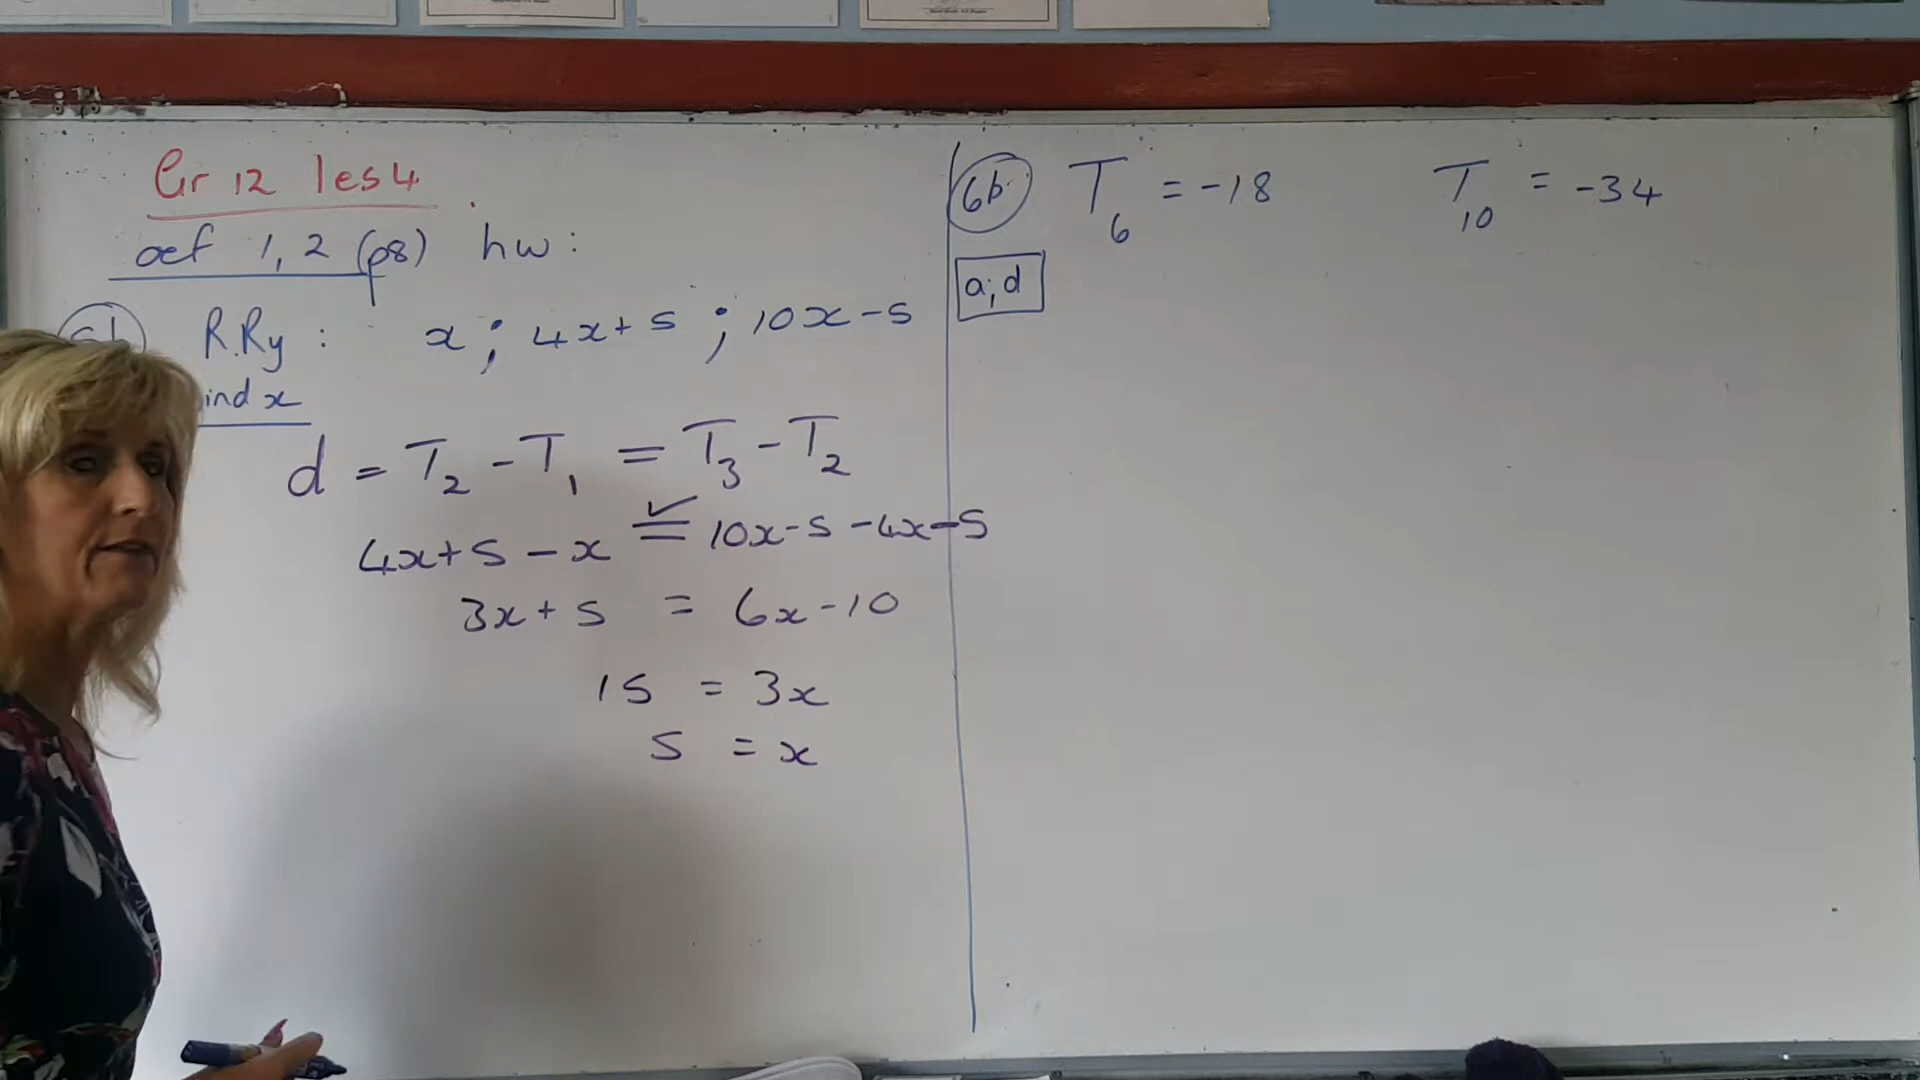 Gr 12 les 4
oef 1, 2 (p8) hw:
R.Ry : x ; 4x+5 ; 10x-5
ind x
d = T₂ - T₁ = T₃ - T₂
4x+5 - x = 10x-5 -4x-5
3x+5 = 6x-10
15 = 3x
5 = x
6b. T₆ = -18 T₁₀ = -34
a;d